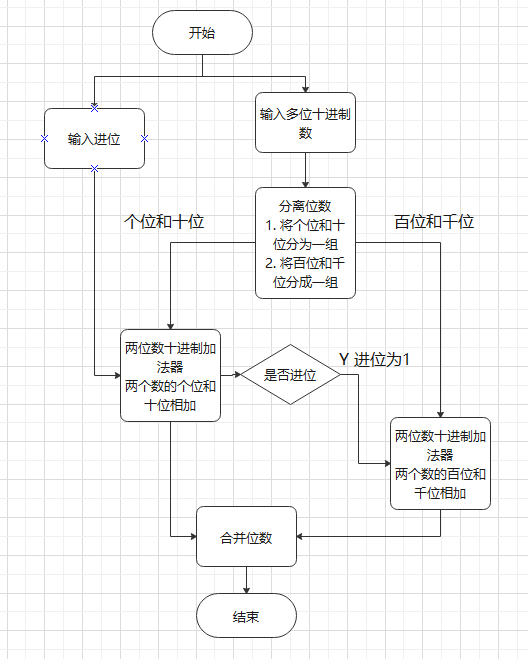 开始
输入进位
输入多位十进制
数
分离位数
1. 将个位和十
位分为一组
2. 将百位和千
位分成一组
个位和十位
百位和千位
两位数十进制加
法器
两个数的个位和
十位相加
是否进位
Y 进位为1
两位数十进制加
法器
两个数的百位和
千位相加
合并位数
结束